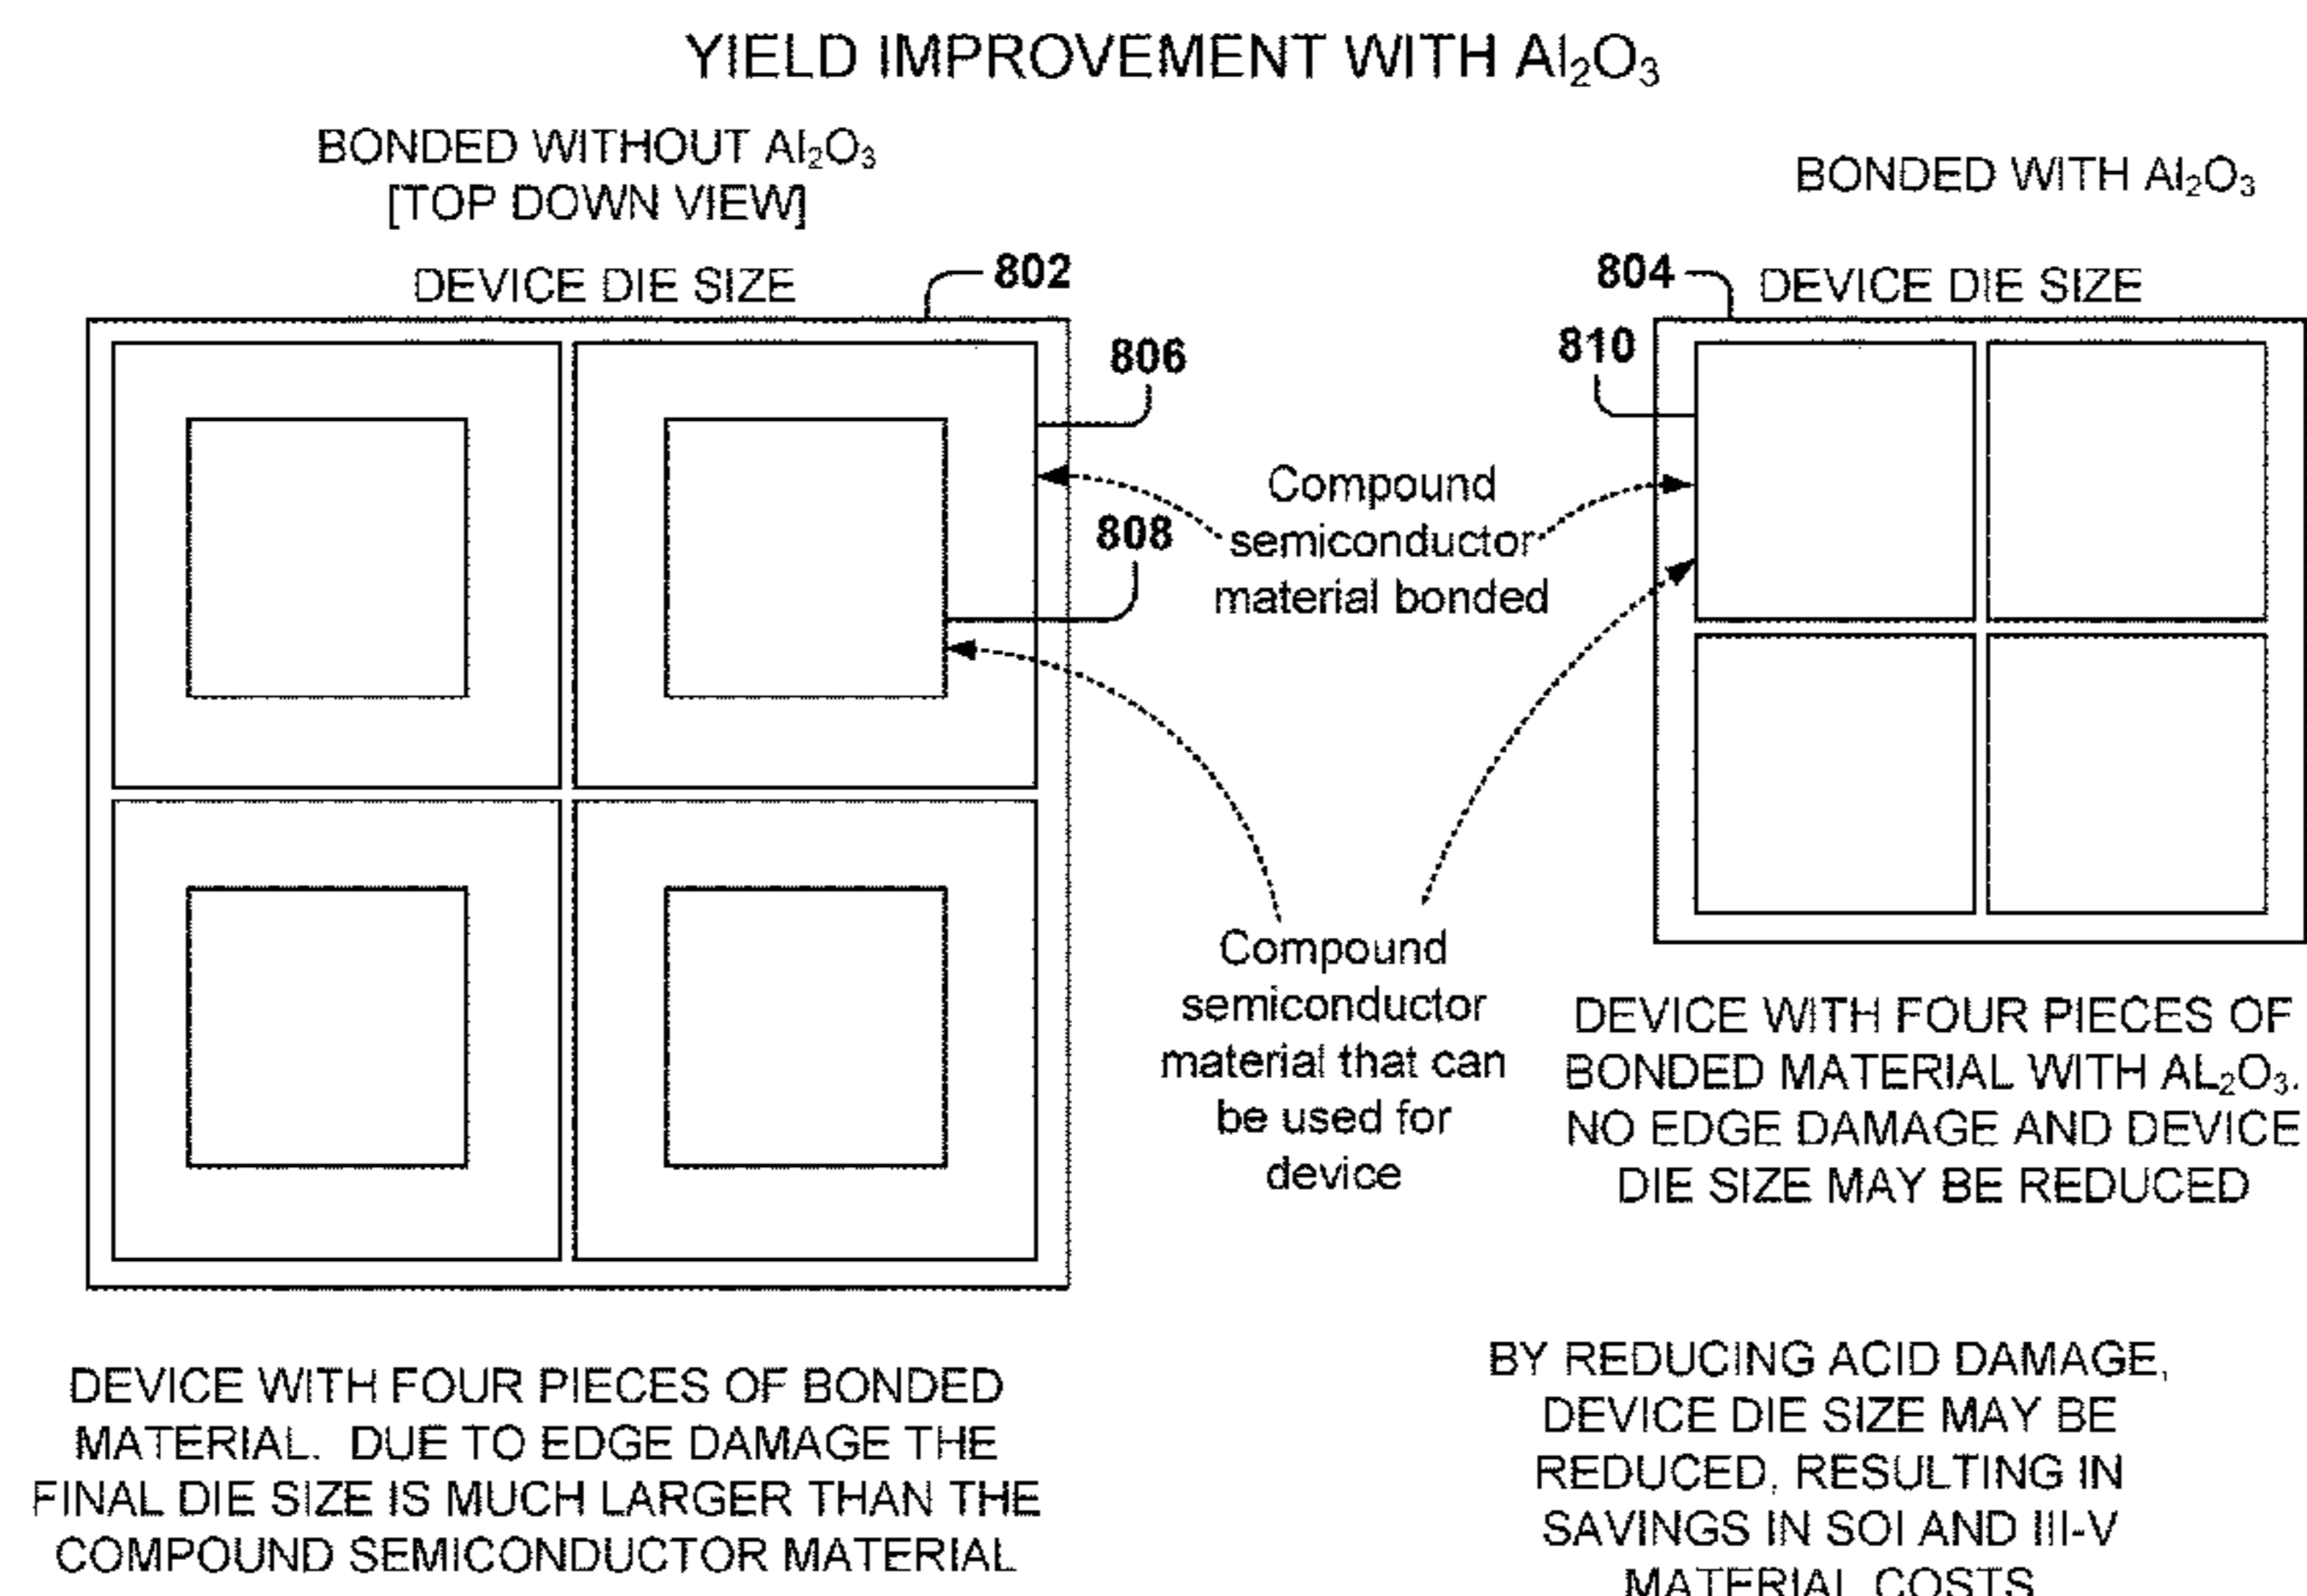 YIELD IMPROVEMENT WITH Al₂O₃
BONDED WITHOUT Al₂O₃
[TOP DOWN VIEW]
BONDED WITH Al₂O₃
DEVICE DIE SIZE
802
804
DEVICE DIE SIZE
806
810
808
Compound
semiconductor
material bonded
Compound
semiconductor
material that can
be used for
device
DEVICE WITH FOUR PIECES OF
BONDED MATERIAL WITH AL₂O₃.
NO EDGE DAMAGE AND DEVICE
DIE SIZE MAY BE REDUCED
DEVICE WITH FOUR PIECES OF BONDED
MATERIAL. DUE TO EDGE DAMAGE THE
FINAL DIE SIZE IS MUCH LARGER THAN THE
COMPOUND SEMICONDUCTOR MATERIAL
BY REDUCING ACID DAMAGE,
DEVICE DIE SIZE MAY BE
REDUCED, RESULTING IN
SAVINGS IN SOI AND III-V
MATERIAL COSTS